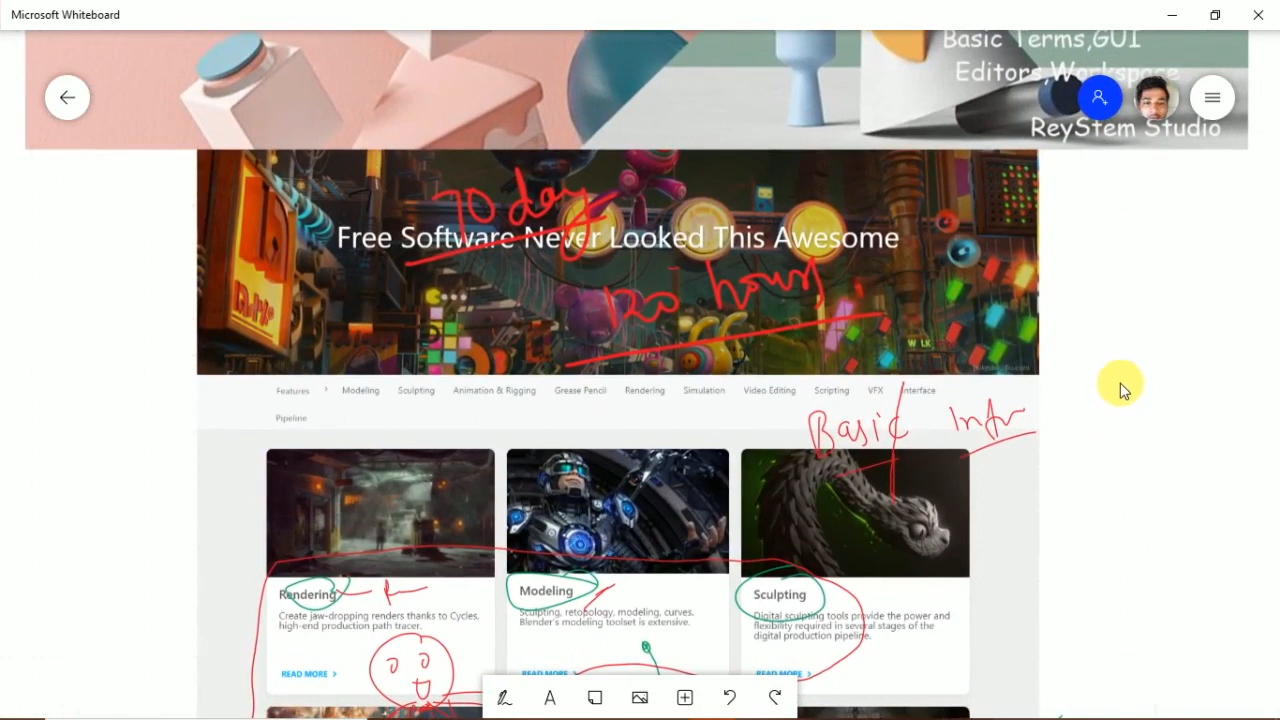 Microsoft Whiteboard
Basic Terms,GUI
Editors,Workspace
ReyStem Studio
70 day
Free Software Never Looked This Awesome
120 hours
Features > Modeling Sculpting Animation & Rigging Grease Pencil Rendering Simulation Video Editing Scripting VFX Interface
Pipeline
Basic
Rendering
Create jaw-dropping renders thanks to Cycles,
high-end production path tracer.
READ MORE >
Modeling
Sculpting, retopology, modeling, curves.
Blender's modeling toolset is extensive.
READ MORE >
Sculpting
Digital sculpting tools provide the power and
flexibility required in several stages of the
digital production pipeline.
READ MORE >